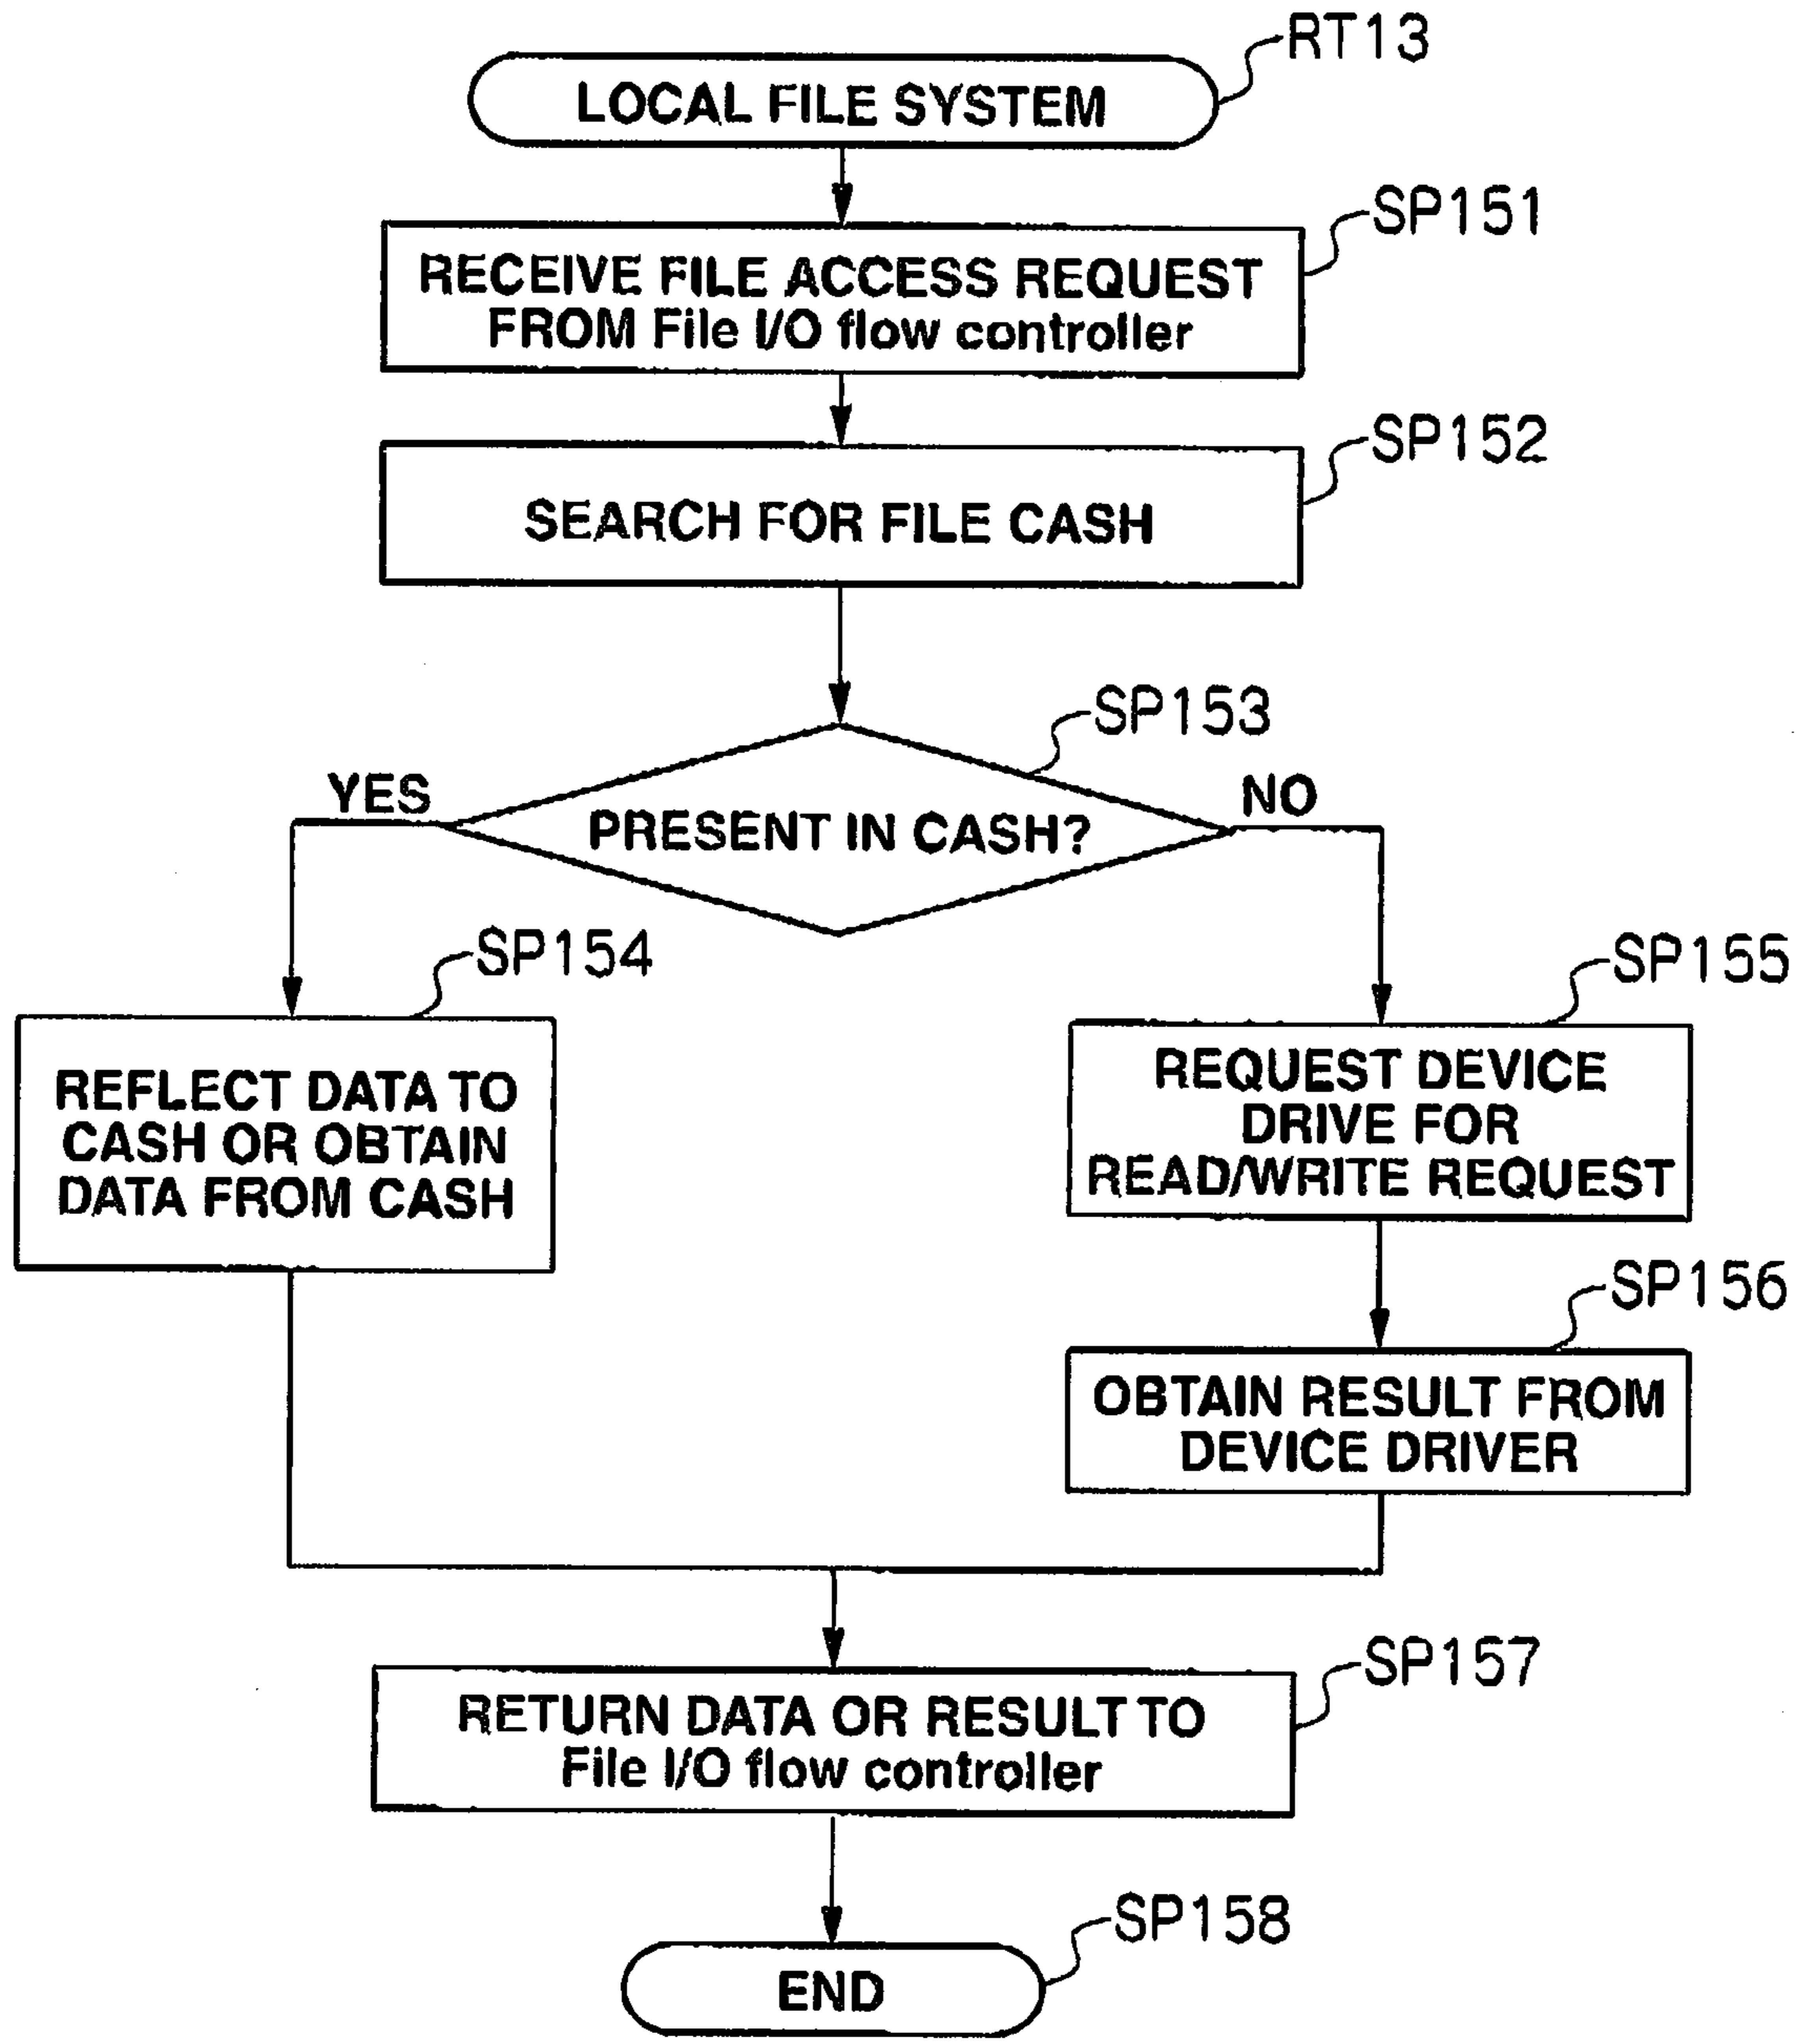 RT13
LOCAL FILE SYSTEM
SP151
RECEIVE FILE ACCESS REQUEST
FROM File I/O flow controller
SP152
SEARCH FOR FILE CASH
SP153
YES
NO
PRESENT IN CASH?
SP154
SP155
REFLECT DATA TO
CASH OR OBTAIN
DATA FROM CASH
REQUEST DEVICE
DRIVE FOR
READ/WRITE REQUEST
SP156
OBTAIN RESULT FROM
DEVICE DRIVER
SP157
RETURN DATA OR RESULT TO
File I/O flow controller
SP158
END